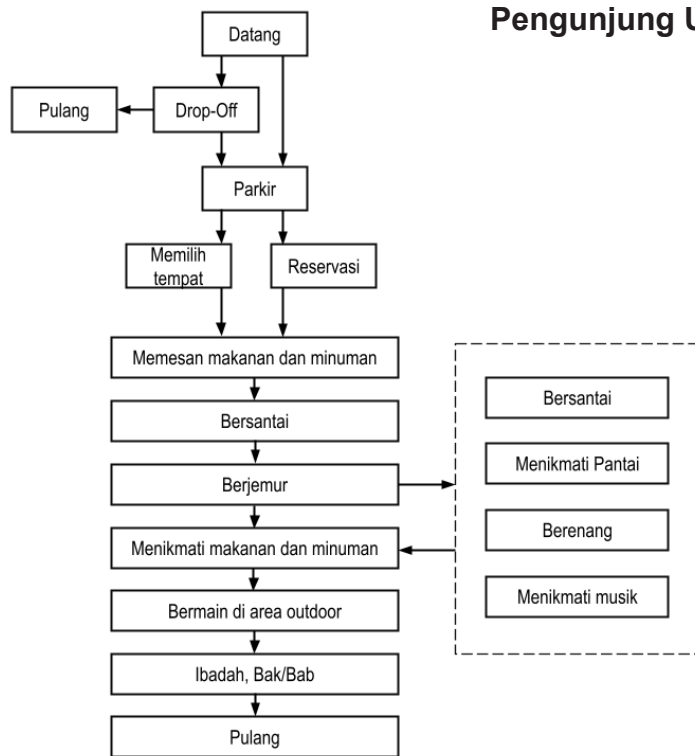 Pengunjung U
Datang
Pulang
Drop-Off
Parkir
Memilih
tempat
Reservasi
Memesan makanan dan minuman
Bersantai
Berjemur
Menikmati makanan dan minuman
Bermain di area outdoor
Ibadah, Bak/Bab
Pulang
Bersantai
Menikmati Pantai
Berenang
Menikmati musik